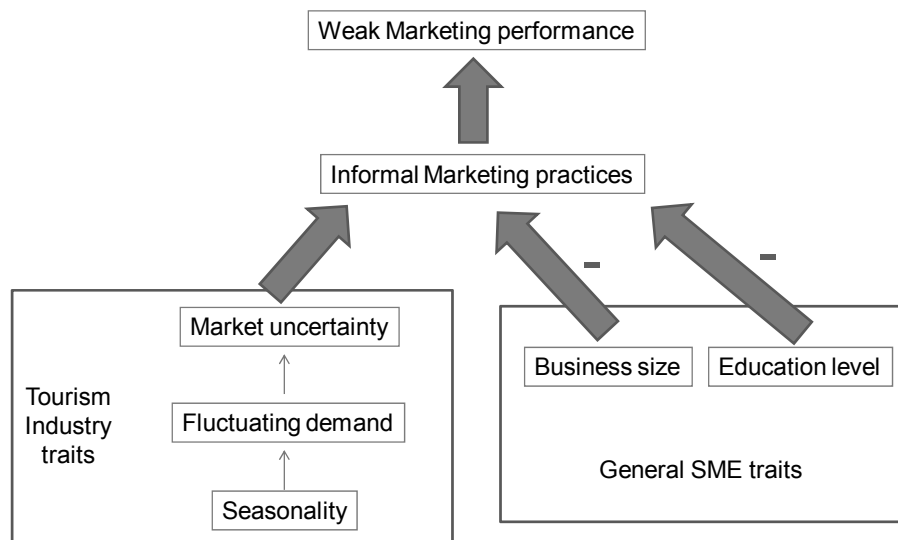 Weak Marketing performance
Informal Marketing practices
-
-
Market uncertainty
Business size
Education level
Tourism
Industry
traits
Fluctuating demand
General SME traits
Seasonality